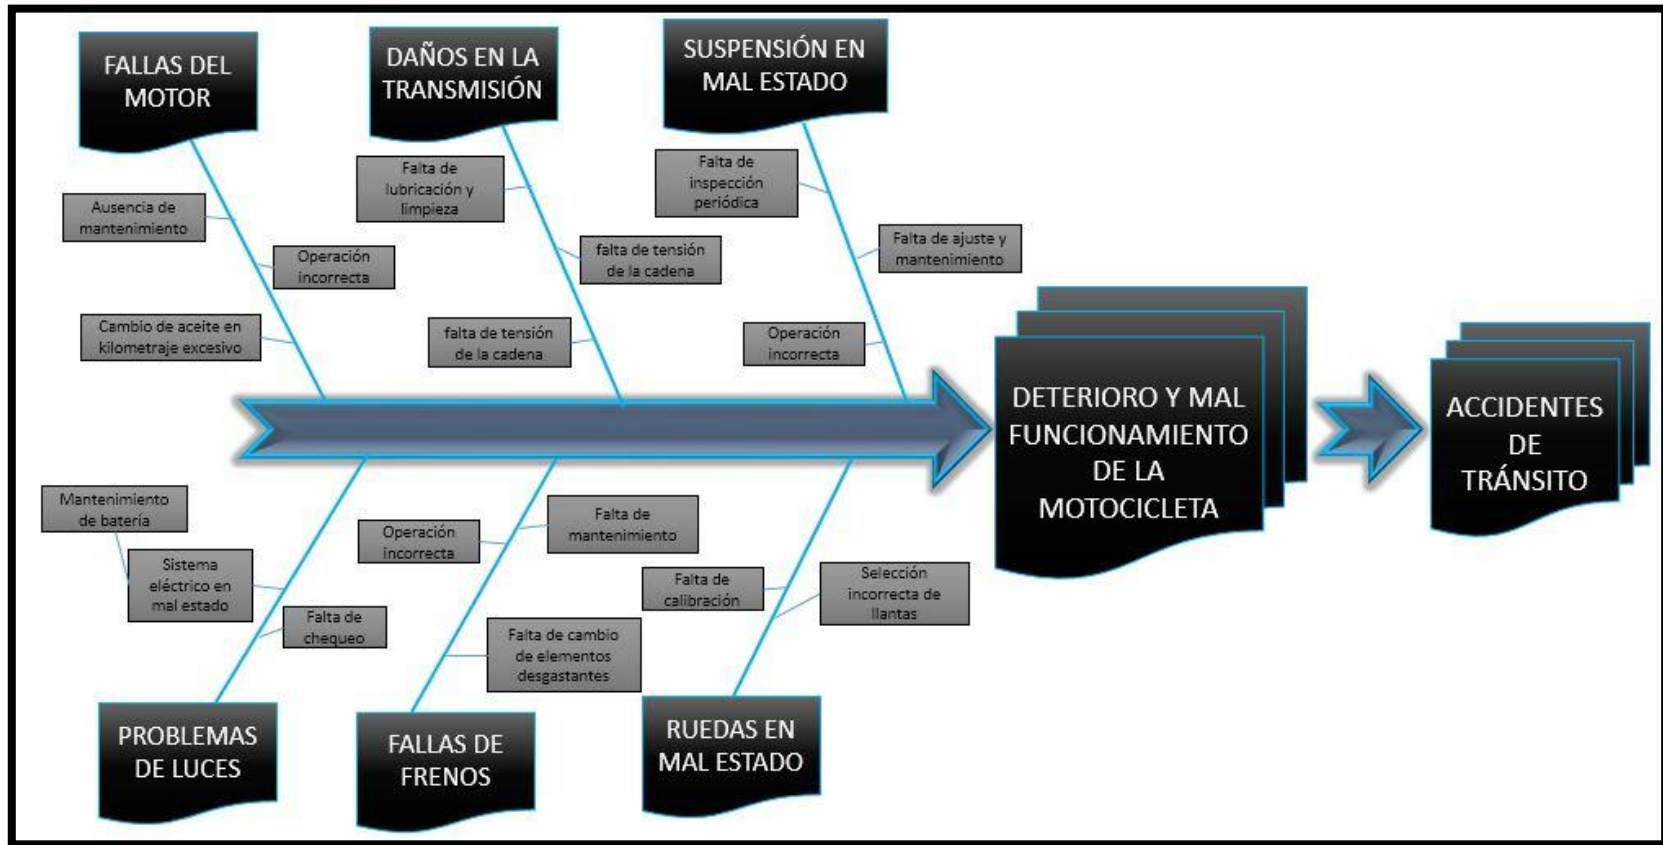 FALLAS DEL
MOTOR
DAÑOS EN LA
TRANSMISIÓN
SUSPENSIÓN EN
MAL ESTADO
Ausencia de
mantenimiento
Operación
incorrecta
Cambio de aceite en
kilometraje excesivo
Falta de
lubricación y
limpieza
falta de tensión
de la cadena
falta de tensión
de la cadena
Falta de
inspección
periódica
Falta de ajuste y
mantenimiento
Operación
incorrecta
DETERIORO Y MAL
FUNCIONAMIENTO
DE LA
MOTOCICLETA
ACCIDENTES
DE
TRÁNSITO
Mantenimiento
de batería
Sistema
eléctrico en
mal estado
Falta de
chequeo
Operación
incorrecta
Falta de
mantenimiento
Falta de cambio
de elementos
desgastantes
Falta de
calibración
Selección
incorrecta de
llantas
PROBLEMAS
DE LUCES
FALLAS DE
FRENOS
RUEDAS EN
MAL ESTADO